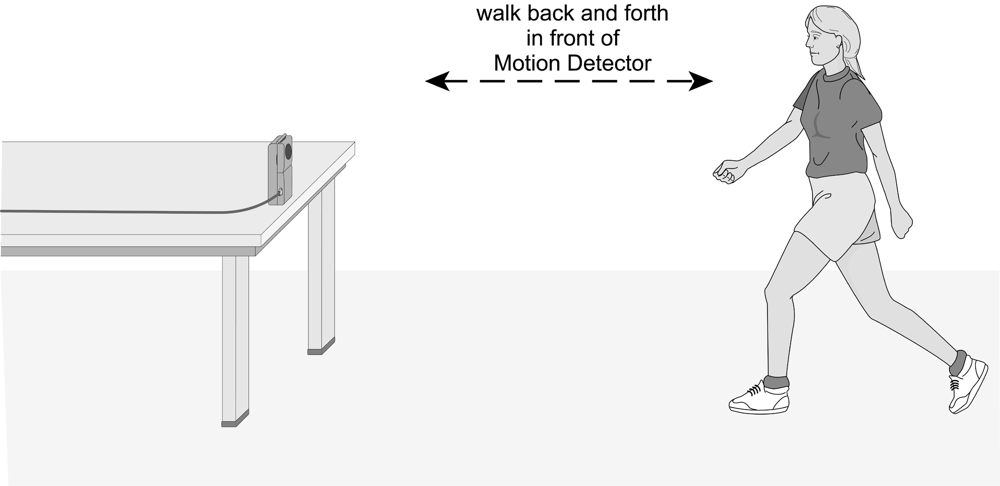 walk back and forth
in front of
Motion Detector